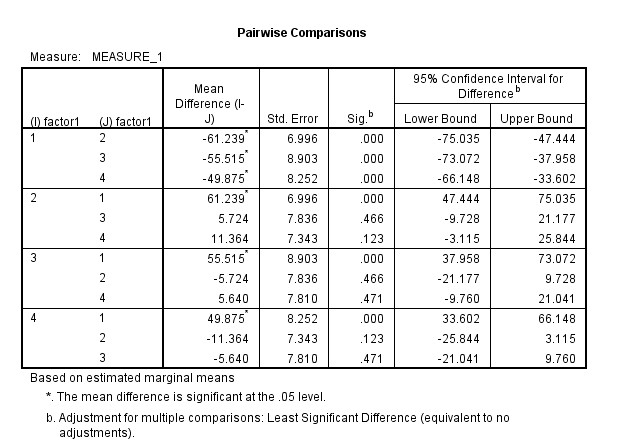 Pairwise Comparisons
Measure: MEASURE_1
95% Confidence Interval for Difference b
(I) factor1 (J) factor1 Mean Difference (I-J) Std. Error Sig.b Lower Bound Upper Bound
1 2 -61.239* 6.996 .000 -75.035 -47.444
3 -55.515* 8.903 .000 -73.072 -37.958
4 -49.875* 8.252 .000 -66.148 -33.602
2 1 61.239* 6.996 .000 47.444 75.035
3 5.724 7.836 .466 -9.728 21.177
4 11.364 7.343 .123 -3.115 25.844
3 1 55.515* 8.903 .000 37.958 73.072
2 -5.724 7.836 .466 -21.177 9.728
4 5.640 7.810 .471 -9.760 21.041
4 1 49.875* 8.252 .000 33.602 66.148
2 -11.364 7.343 .123 -25.844 3.115
3 -5.640 7.810 .471 -21.041 9.760
Based on estimated marginal means
*. The mean difference is significant at the .05 level.
b. Adjustment for multiple comparisons: Least Significant Difference (equivalent to no
adjustments).